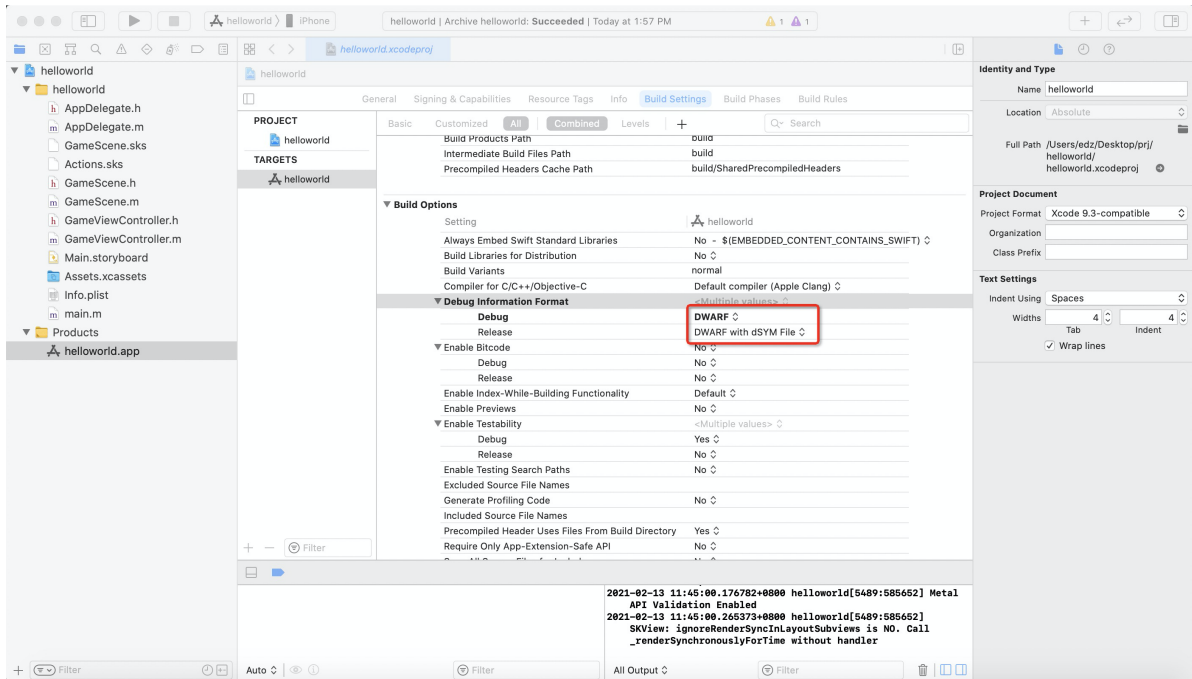 helloworld 〉 iPhone
helloworld | Archive helloworld: Succeeded | Today at 1:57 PM
1
1
helloworld
helloworld
AppDelegate.h
AppDelegate.m
GameScene.sks
Actions.sks
GameScene.h
GameScene.m
GameViewController.h
GameViewController.m
Main.storyboard
Assets.xcassets
Info.plist
main.m
Products
helloworld.app
Filter
helloworld.xcodeproj
helloworld
General Signing & Capabilities Resource Tags Info Build Settings Build Phases Build Rules
PROJECT
helloworld
TARGETS
helloworld
Filter
Basic Customized All Combined Levels + Search
Build Products Path build
Intermediate Build Files Path build
Precompiled Headers Cache Path build/SharedPrecompiledHeaders
Build Options
Setting helloworld
Always Embed Swift Standard Libraries No - $(EMBEDDED_CONTENT_CONTAINS_SWIFT)
Build Libraries for Distribution No
Build Variants normal
Compiler for C/C++/Objective-C Default compiler (Apple Clang)
Debug Information Format <Multiple values>
Debug DWARF
Release DWARF with dSYM File
Enable Bitcode No
Debug No
Release No
Enable Index-While-Building Functionality Default
Enable Previews No
Enable Testability <Multiple values>
Debug Yes
Release No
Enable Testing Search Paths No
Excluded Source File Names
Generate Profiling Code No
Included Source File Names
Precompiled Header Uses Files From Build Directory Yes
Require Only App-Extension-Safe API No
2021-02-13 11:45:00.176782+0800 helloworld[5489:585652] Metal
API Validation Enabled
2021-02-13 11:45:00.265373+0800 helloworld[5489:585652]
SKView: ignoreRenderSyncInLayoutSubviews is NO. Call
_renderSynchronouslyForTime without handler
Auto Filter All Output Filter
Identity and Type
Name helloworld
Location Absolute
Full Path /Users/edz/Desktop/prj/
helloworld/
helloworld.xcodeproj
Project Document
Project Format Xcode 9.3-compatible
Organization
Class Prefix
Text Settings
Indent Using Spaces
Widths 4 4
Tab Indent
Wrap lines